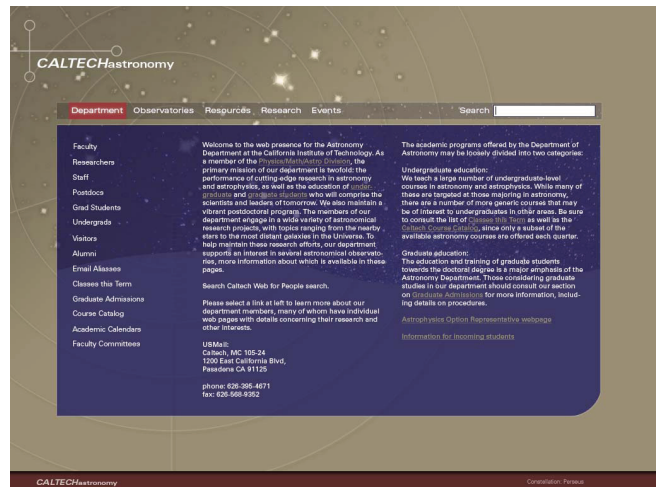 CALTECHastronomy
Department Observatories Resources Research Events Search
Faculty
Researchers
Staff
Postdocs
Grad Students
Undergrads
Visitors
Alumni
Email Aliasses
Classes this Term
Graduate Admissions
Course Catalog
Academic Calendars
Faculty Committees
Welcome to the web presence for the Astronomy
Department at the California Institute of Technology. As
a member of the Physics/Math/Astro Division, the
primary mission of our department is twofold: the
performance of cutting-edge research in astronomy
and astrophysics, as well as the education of under-
graduate and graduate students who will comprise the
scientists and leaders of tomorrow. We also maintain a
vibrant postdoctoral program. The members of our
department engage in a wide variety of astronomical
research projects, with topics ranging from the nearby
stars to the most distant galaxies in the Universe. To
help maintain these research efforts, our department
supports an interest in several astronomical observato-
ries, more information about which is available in these
pages.
Search Caltech Web for People search.
Please select a link at left to learn more about our
department members, many of whom have individual
web pages with details concerning their research and
other interests.
USMail:
Caltech, MC 105-24
1200 East California Blvd,
Pasadena CA 91125
phone: 626-395-4671
fax: 626-568-9352
The academic programs offered by the Department of
Astronomy may be loosely divided into two categories:
Undergraduate education:
We teach a large number of undergraduate-level
courses in astronomy and astrophysics. While many of
these are targeted at those majoring in astronomy,
there are a number of more generic courses that may
be of interest to undergraduates in other areas. Be sure
to consult the list of Classes this Term as well as the
Caltech Course Catalog, since only a subset of the
available astronomy courses are offered each quarter.
Graduate education:
The education and training of graduate students
towards the doctoral degree is a major emphasis of the
Astronomy Department. Those considering graduate
studies in our department should consult our section
on Graduate Admissions for more information, includ-
ing details on procedures.
Astrophysics Option Representative webpage
Information for incoming students
CALTECHastronomy
Constellation: Perseus